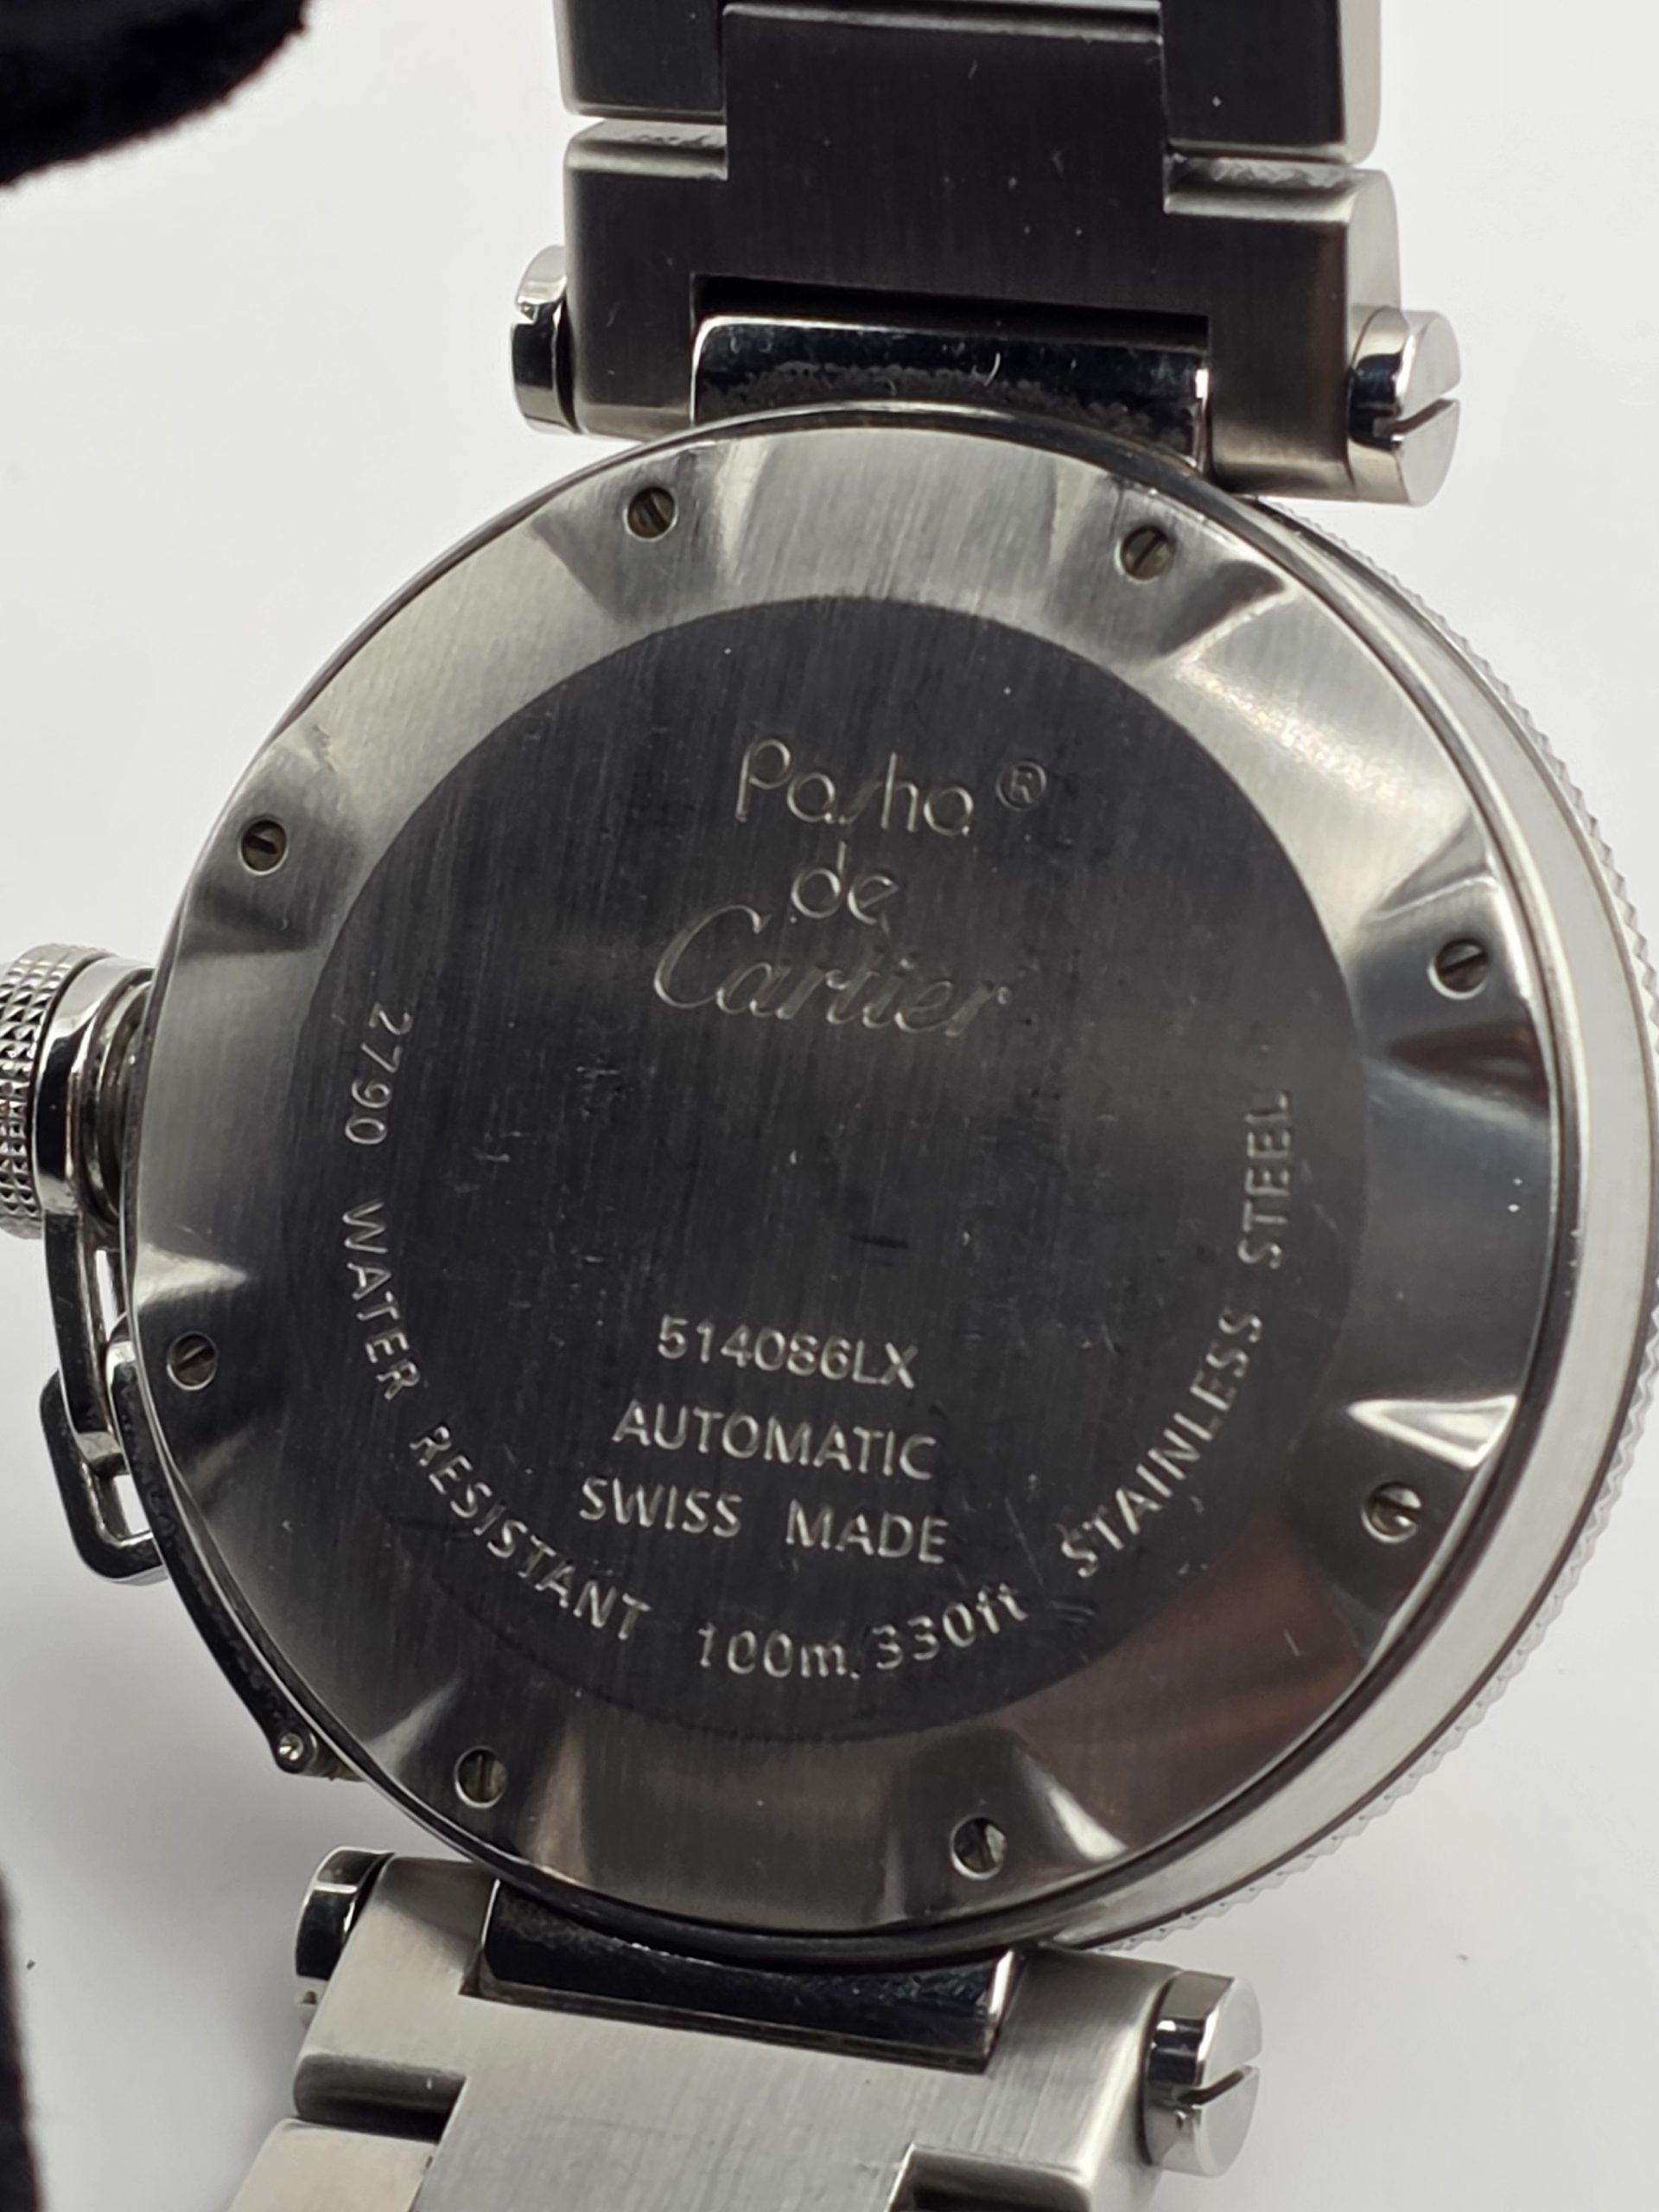 Pasha ®
de
Cartier
514086LX
AUTOMATIC
SWISS MADE
2790 WATER RESISTANT 100m,330ft STAINLESS STEEL